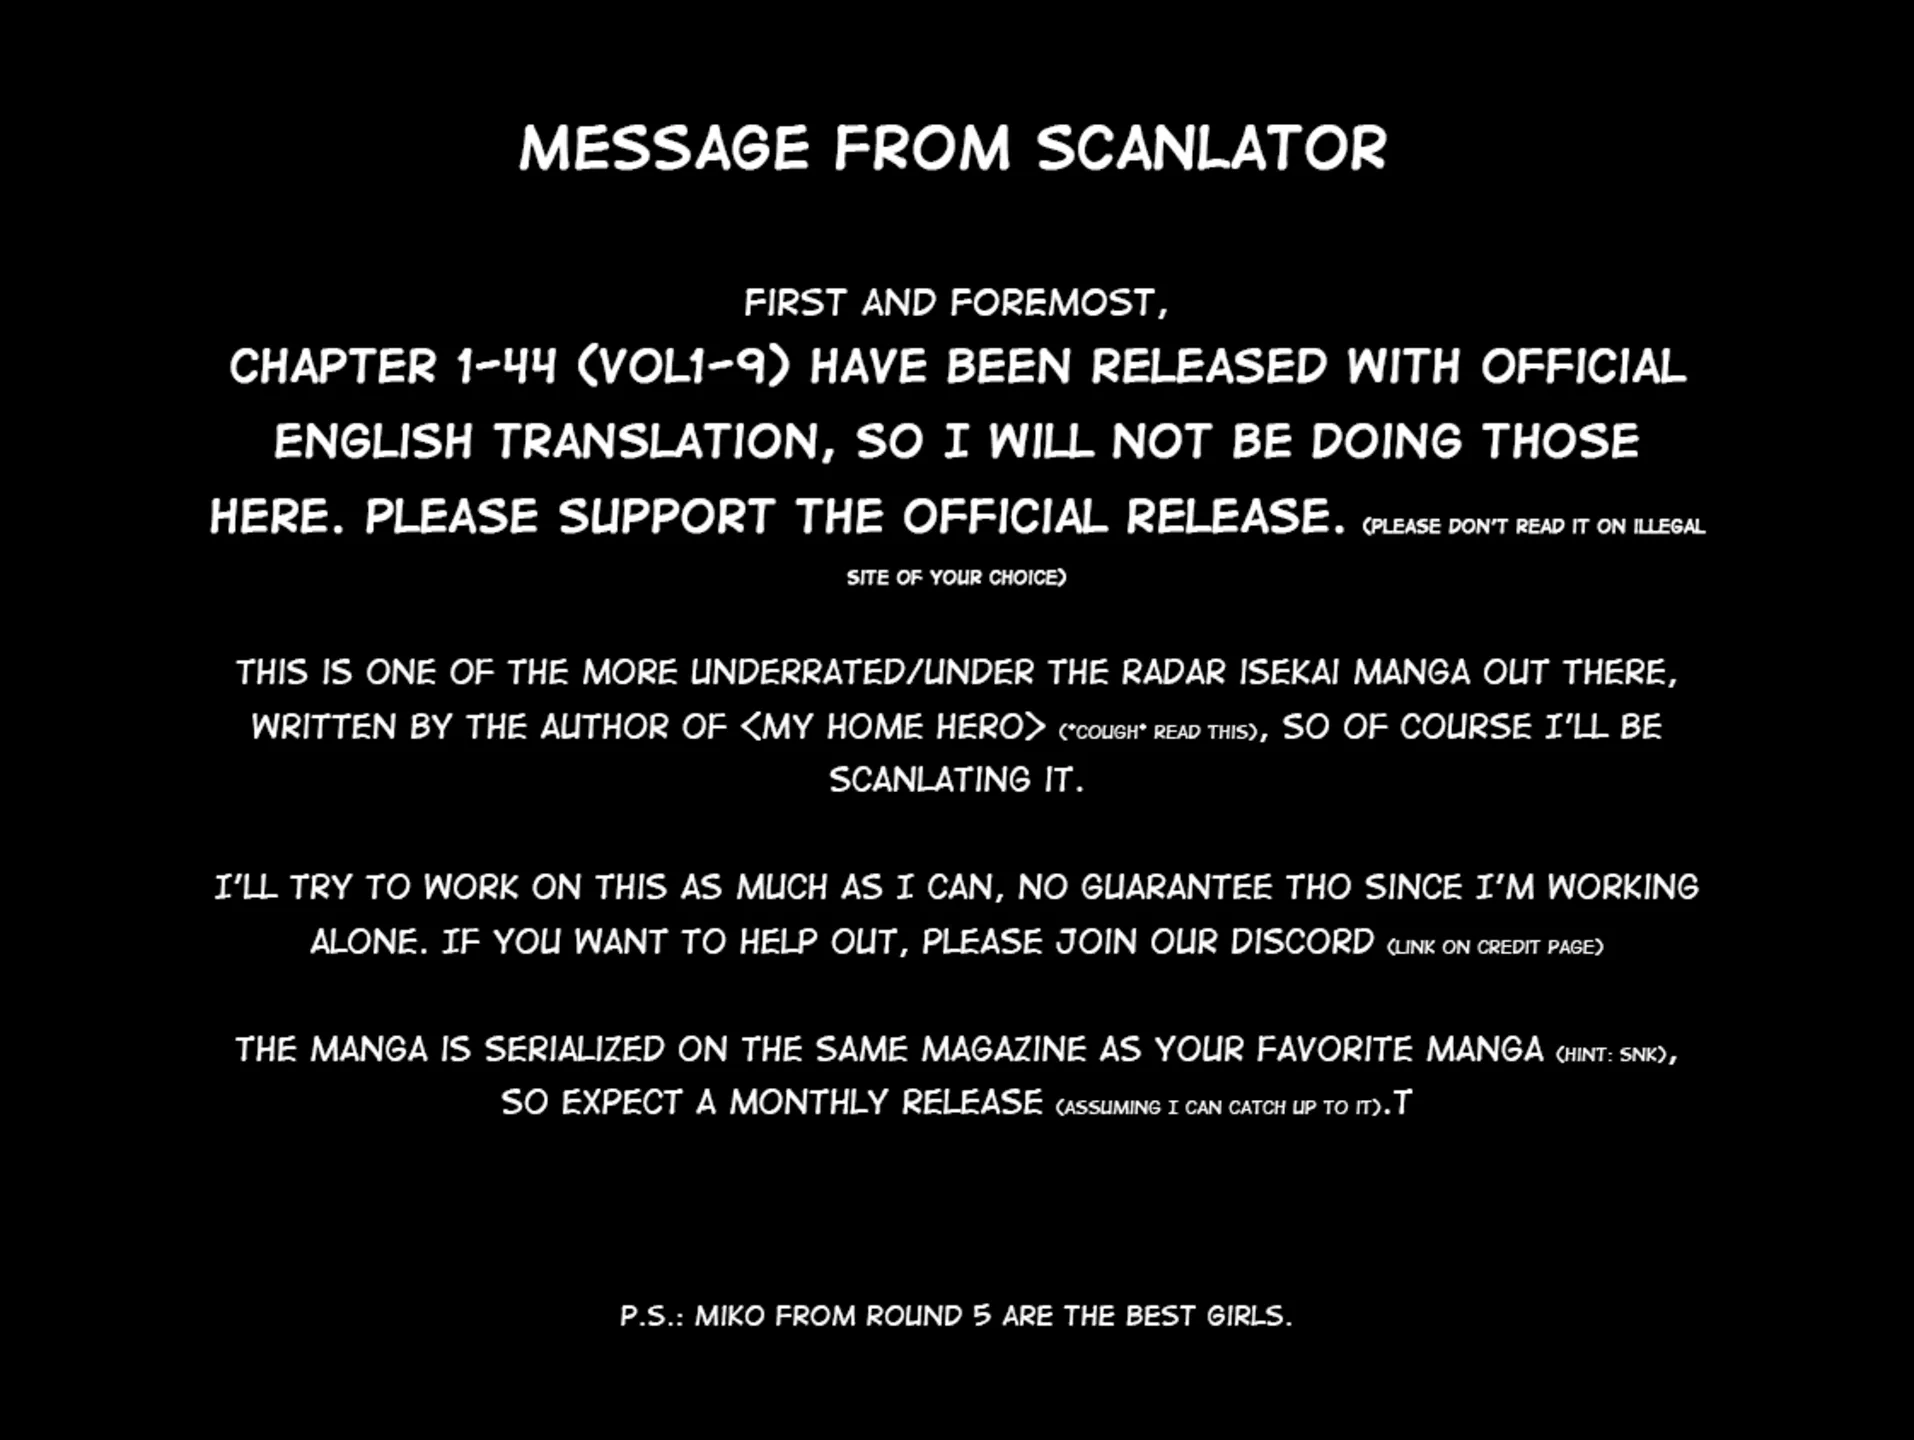 MESSAGE FROM SCANLATOR
FIRST AND FOREMOST,
CHAPTER 1-44 (VOL1-9) HAVE BEEN RELEASED WITH OFFICIAL
ENGLISH TRANSLATION, SO I WILL NOT BE DOING THOSE
HERE. PLEASE SUPPORT THE OFFICIAL RELEASE. (PLEASE DON'T READ IT ON ILLEGAL
SITE OF YOUR CHOICE)
THIS IS ONE OF THE MORE UNDERRATED/UNDER THE RADAR ISEKAI MANGA OUT THERE,
WRITTEN BY THE AUTHOR OF <MY HOME HERO> (*COUGH* READ THIS), SO OF COURSE I'LL BE
SCANLATING IT.
I'LL TRY TO WORK ON THIS AS MUCH AS I CAN, NO GUARANTEE THO SINCE I'M WORKING
ALONE. IF YOU WANT TO HELP OUT, PLEASE JOIN OUR DISCORD (LINK ON CREDIT PAGE)
THE MANGA IS SERIALIZED ON THE SAME MAGAZINE AS YOUR FAVORITE MANGA (HINT: SNK),
SO EXPECT A MONTHLY RELEASE (ASSUMING I CAN CATCH UP TO IT).T
P.S.: MIKO FROM ROUND 5 ARE THE BEST GIRLS.